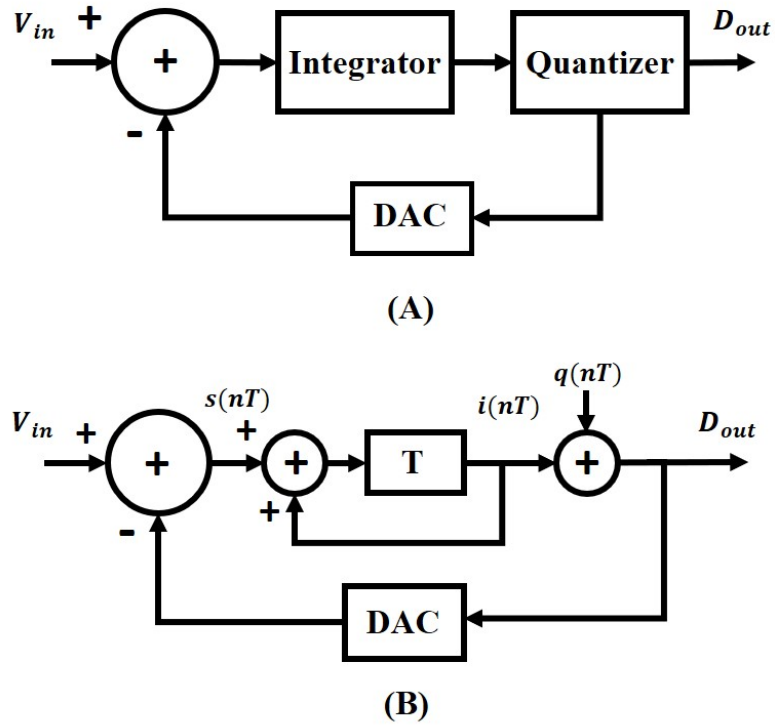 V_in + D_out
+ Integrator Quantizer
-
DAC
(A)
q(nT)
s(nT) i(nT)
V_in + + D_out
+ + T +
+
-
DAC
(B)